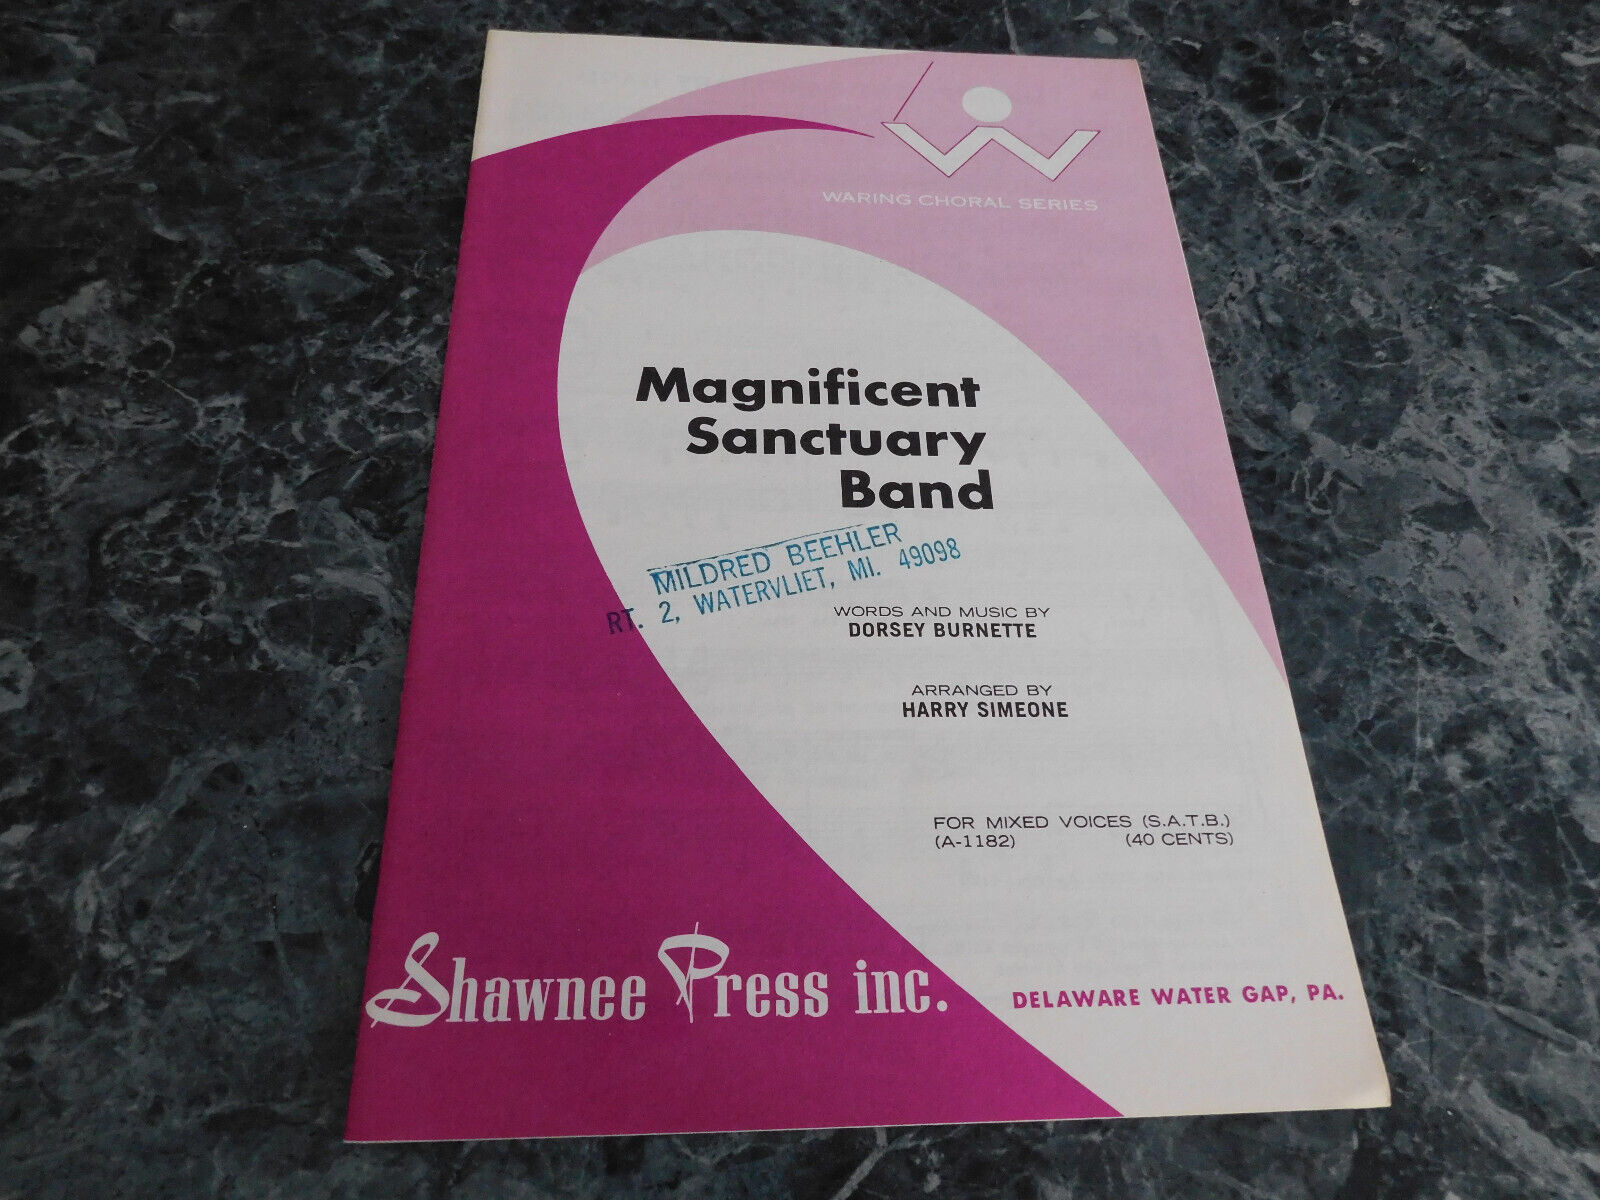 WARING CHORAL SERIES
Magnificent
Sanctuary
Band
MILDRED BEEHLER
RT. 2, WATERVLIET, MI. 49098
WORDS AND MUSIC BY
DORSEY BURNETTE
ARRANGED BY
HARRY SIMEONE
FOR MIXED VOICES (S.A.T.B.)
(A-1182) (40 CENTS)
Shawnee Press inc.
DELAWARE WATER GAP, PA.